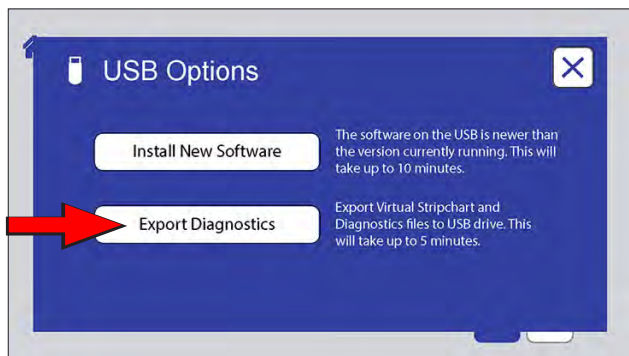 USB Options
Install New Software
The software on the USB is newer than
the version currently running. This will
take up to 10 minutes.
Export Diagnostics
Export Virtual Stripchart and
Diagnostics files to USB drive. This
will take up to 5 minutes.